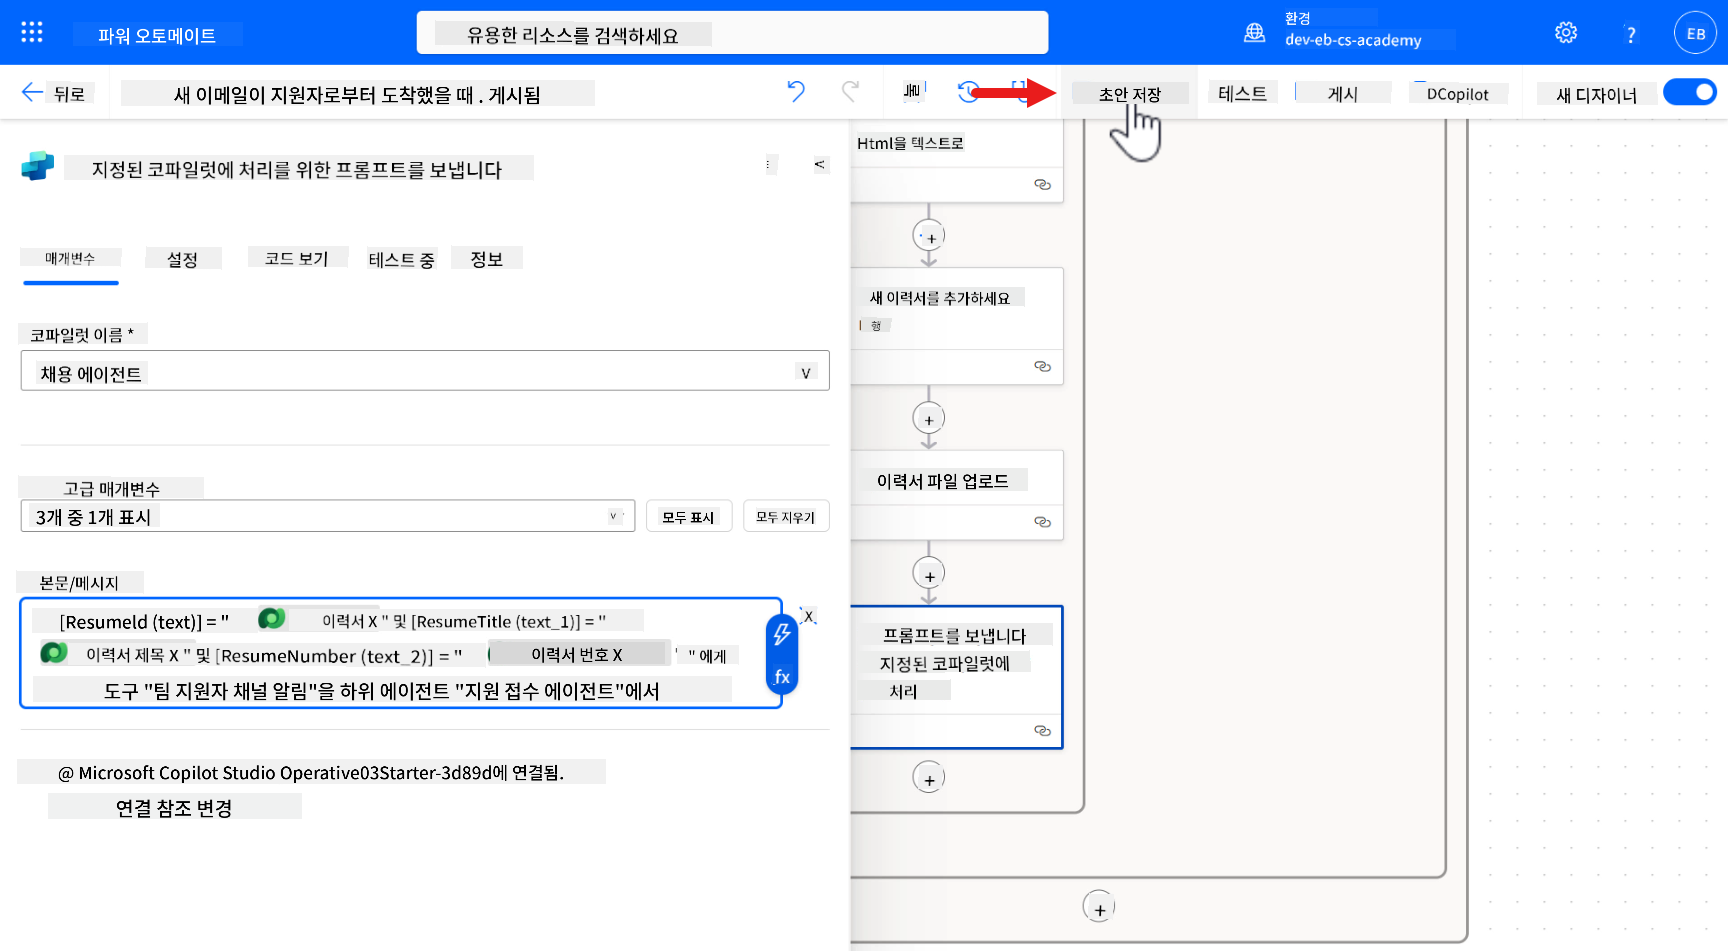 파워 오토메이트
유용한 리소스를 검색하세요
환경
dev-eb-cs-academy
?
EB
뒤로
새 이메일이 지원자로부터 도착했을 때 . 게시됨
초안 저장
테스트
게시
DCopilot
새 디자이너
지정된 코파일럿에 처리를 위한 프롬프트를 보냅니다
<
매개변수
설정
코드 보기
테스트 중
정보
코파일럿 이름 *
채용 에이전트
V
고급 매개변수
3개 중 1개 표시
모두 표시
모두 지우기
본문/메시지
[ResumeId (text)] = "
이력서 X " 및 [ResumeTitle (text_1)] = "
이력서 제목 X " 및 [ResumeNumber (text_2)] = "
이력서 번호 X
" 에게
도구 "팀 지원자 채널 알림"을 하위 에이전트 "지원 접수 에이전트"에서
X
fx
@ Microsoft Copilot Studio Operative03Starter-3d89d에 연결됨.
연결 참조 변경
Html을 텍스트로
새 이력서를 추가하세요
행
이력서 파일 업로드
프롬프트를 보냅니다
지정된 코파일럿에
처리